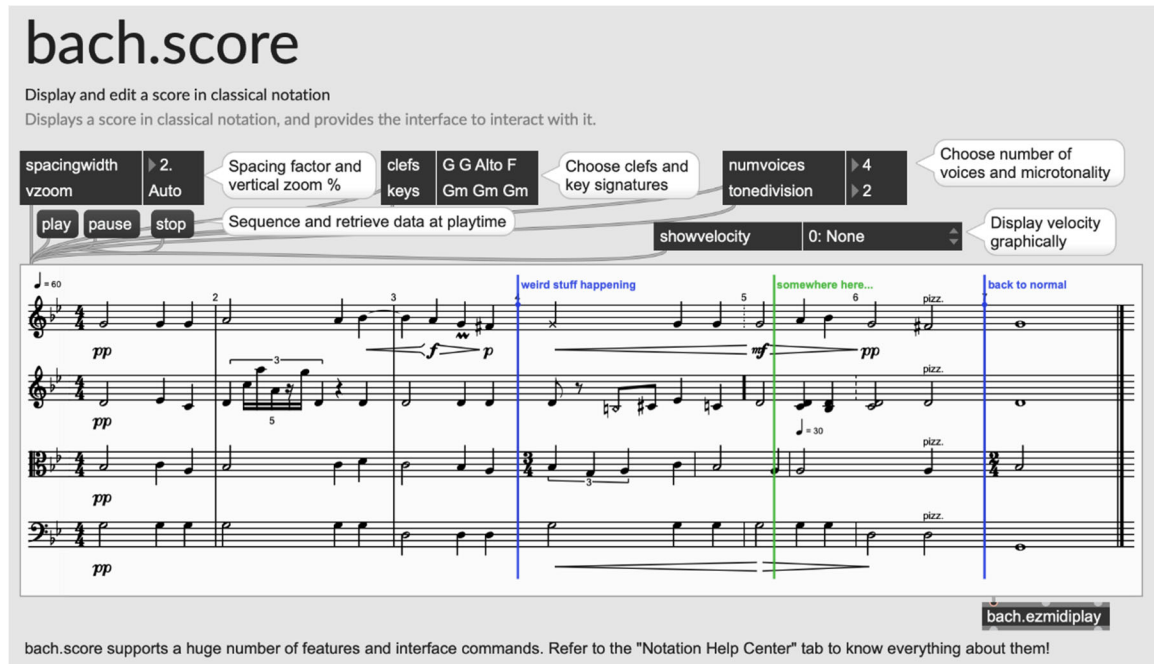 bach.score
Display and edit a score in classical notation
Displays a score in classical notation, and provides the interface to interact with it.
spacingwidth 2.
vzoom Auto
Spacing factor and
vertical zoom %
clefs G G Alto F
keys Gm Gm Gm
Choose clefs and
key signatures
numvoices 4
tonedivision 2
Choose number of
voices and microtonality
play pause stop
Sequence and retrieve data at playtime
showvelocity 0: None
Display velocity
graphically
= 60
weird stuff happening
somewhere here...
back to normal
2 3 4 5 6 7
pizz.
pp f p mf pp
3
pizz.
5
pp
= 30
pizz.
3
pp
pizz.
pp
bach.ezmidiplay
bach.score supports a huge number of features and interface commands. Refer to the "Notation Help Center" tab to know everything about them!